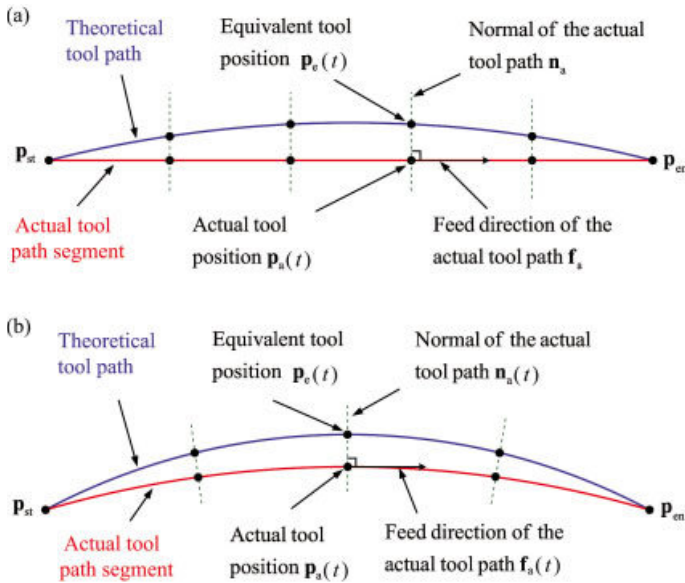 (a)
Theoretical
tool path
Equivalent tool
position pₑ(t)
Normal of the actual
tool path nₐ
pₛₜ
pₑₙ
Actual tool
path segment
Actual tool
position pₐ(t)
Feed direction of the
actual tool path fₐ
(b)
Theoretical
tool path
Equivalent tool
position pₑ(t)
Normal of the actual
tool path nₐ(t)
pₛₜ
pₑₙ
Actual tool
path segment
Actual tool
position pₐ(t)
Feed direction of the
actual tool path fₐ(t)